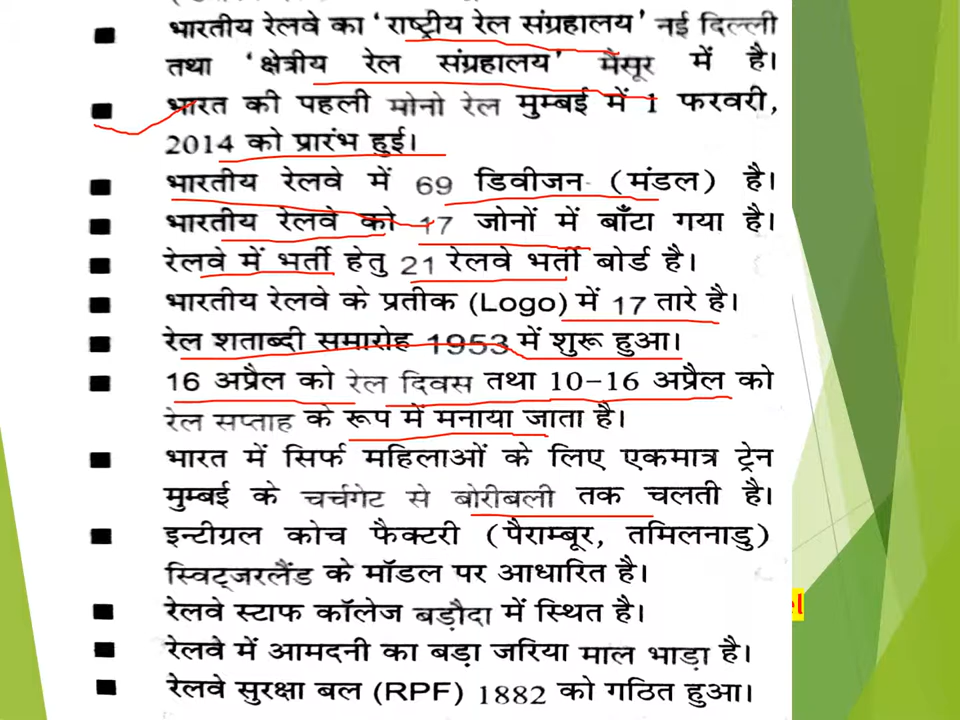 भारतीय रेलवे का ‘राष्ट्रीय रेल संग्रहालय’ नई दिल्ली
तथा ‘क्षेत्रीय रेल संग्रहालय’ मैसूर में है।
भारत की पहली मोनो रेल मुम्बई में 1 फरवरी,
2014 को प्रारंभ हुई।
भारतीय रेलवे में 69 डिवीजन (मंडल) है।
भारतीय रेलवे को 17 जोनों में बाँटा गया है।
रेलवे में भर्ती हेतु 21 रेलवे भर्ती बोर्ड है।
भारतीय रेलवे के प्रतीक (Logo) में 17 तारे है।
रेल शताब्दी समारोह 1953 में शुरू हुआ।
16 अप्रैल को रेल दिवस तथा 10–16 अप्रैल को
रेल सप्ताह के रूप में मनाया जाता है।
भारत में सिर्फ महिलाओं के लिए एकमात्र ट्रेन
मुम्बई के चर्चगेट से बोरीबली तक चलती है।
इन्टीग्रल कोच फैक्टरी (पैराम्बूर, तमिलनाडु)
स्विट्जरलैंड के मॉडल पर आधारित है।
रेलवे स्टाफ कॉलेज बड़ौदा में स्थित है।
रेलवे में आमदनी का बड़ा जरिया माल भाड़ा है।
रेलवे सुरक्षा बल (RPF) 1882 को गठित हुआ।